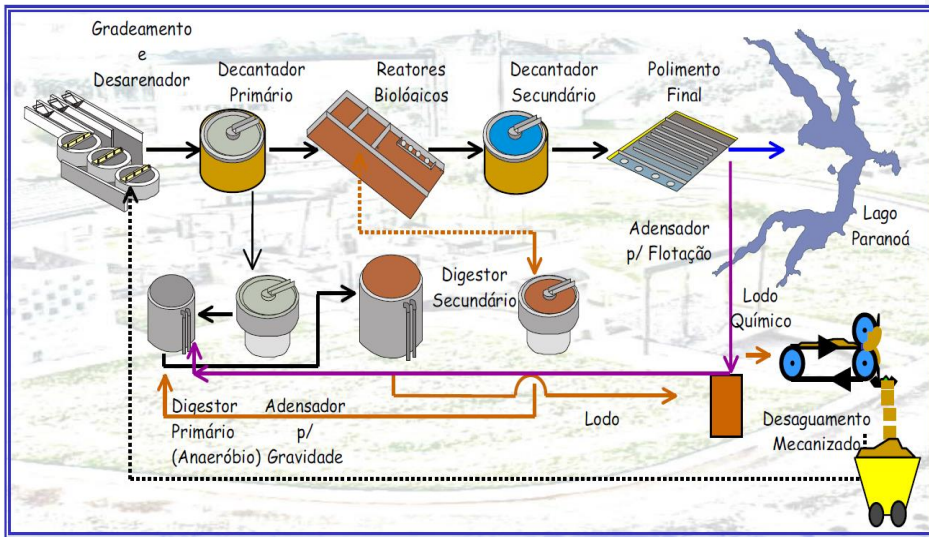 Gradeamento
e
Desarenador
Decantador
Primário
Reatores
Biolóaicos
Decantador
Secundário
Polimento
Final
Lago
Paranoá
Adensador
p/ Flotação
Digestor
Secundário
Lodo
Químico
Digestor
Primário
(Anaeróbio)
Adensador
p/
Gravidade
Lodo
Desaguamento
Mecanizado